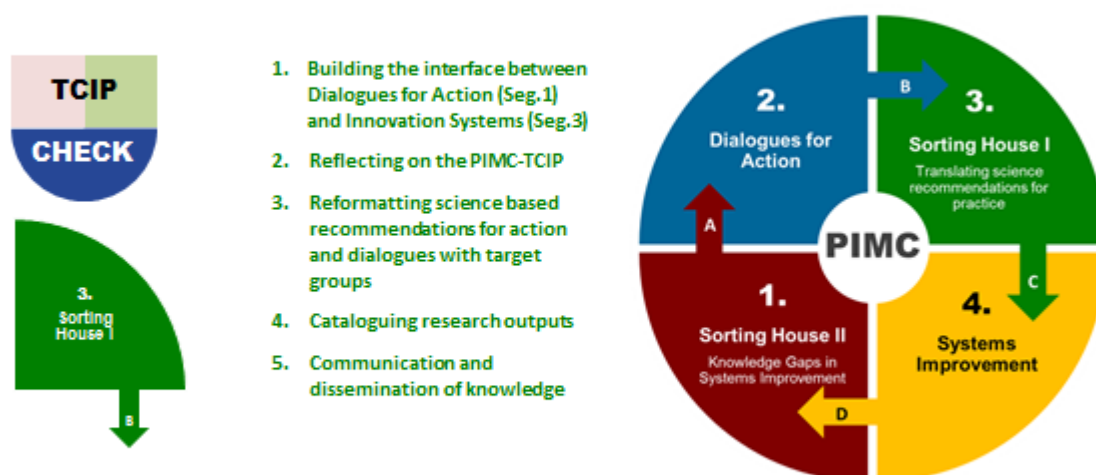 TCIP
CHECK
3.
Sorting
House I
B
1. Building the interface between
Dialogues for Action (Seg.1)
and Innovation Systems (Seg.3)
2. Reflecting on the PIMC-TCIP
3. Reformatting science based
recommendations for action
and dialogues with target
groups
4. Cataloguing research outputs
5. Communication and
dissemination of knowledge
2.
Dialogues for
Action
B
3.
Sorting House I
Translating science
recommendations for
practice
A
PIMC
C
1.
Sorting House II
Knowledge Gaps in
Systems Improvement
D
4.
Systems
Improvement